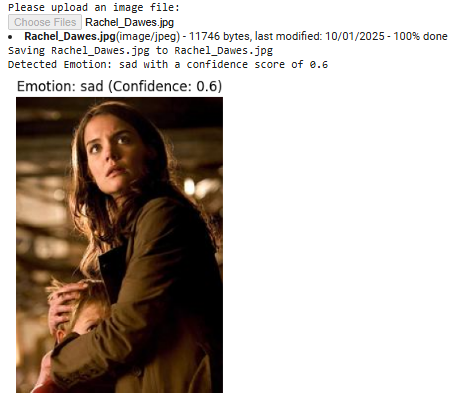 Please upload an image file:
Choose Files Rachel_Dawes.jpg
• Rachel_Dawes.jpg(image/jpeg) - 11746 bytes, last modified: 10/01/2025 - 100% done
Saving Rachel_Dawes.jpg to Rachel_Dawes.jpg
Detected Emotion: sad with a confidence score of 0.6
Emotion: sad (Confidence: 0.6)